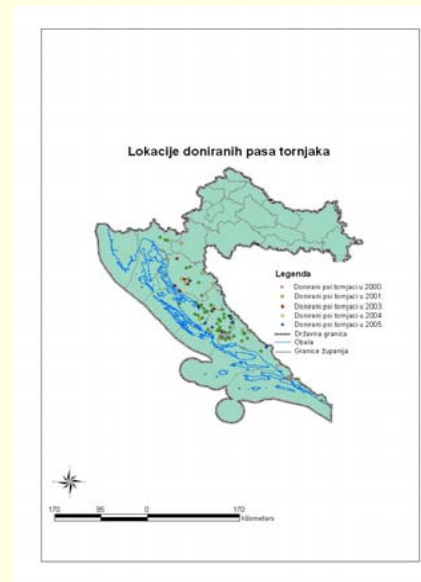 Lokacije doniranih pasa tornjaka
Legenda
Donirani psi tornjaci u 2000.
Donirani psi tornjaci u 2001.
Donirani psi tornjaci u 2003.
Donirani psi tornjaci u 2004.
Donirani psi tornjaci u 2005.
Državna granica
Obala
Granice županija
170 85 0 170
Kilometers